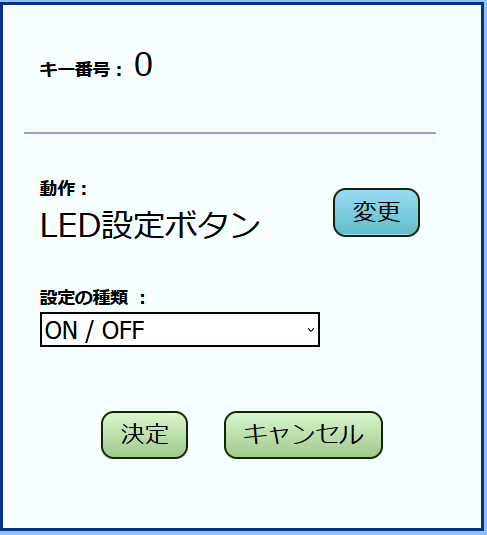 キー番号： 0
動作：
LED設定ボタン
変更
設定の種類 ：
ON / OFF
決定
キャンセル